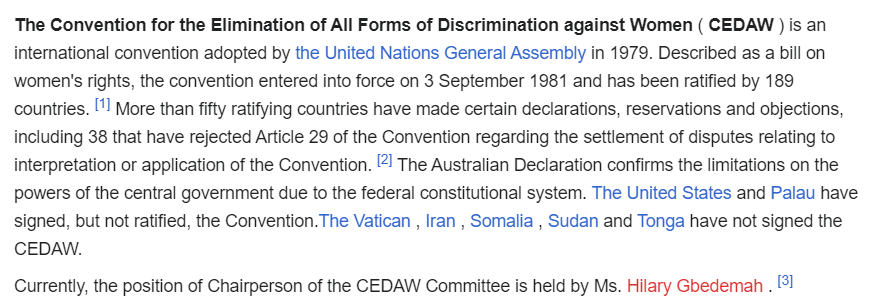 The Convention for the Elimination of All Forms of Discrimination against Women ( CEDAW ) is an
international convention adopted by the United Nations General Assembly in 1979. Described as a bill on
women's rights, the convention entered into force on 3 September 1981 and has been ratified by 189
countries. [1] More than fifty ratifying countries have made certain declarations, reservations and objections,
including 38 that have rejected Article 29 of the Convention regarding the settlement of disputes relating to
interpretation or application of the Convention. [2] The Australian Declaration confirms the limitations on the
powers of the central government due to the federal constitutional system. The United States and Palau have
signed, but not ratified, the Convention.The Vatican , Iran , Somalia , Sudan and Tonga have not signed the
CEDAW.
Currently, the position of Chairperson of the CEDAW Committee is held by Ms. Hilary Gbedemah . [3]